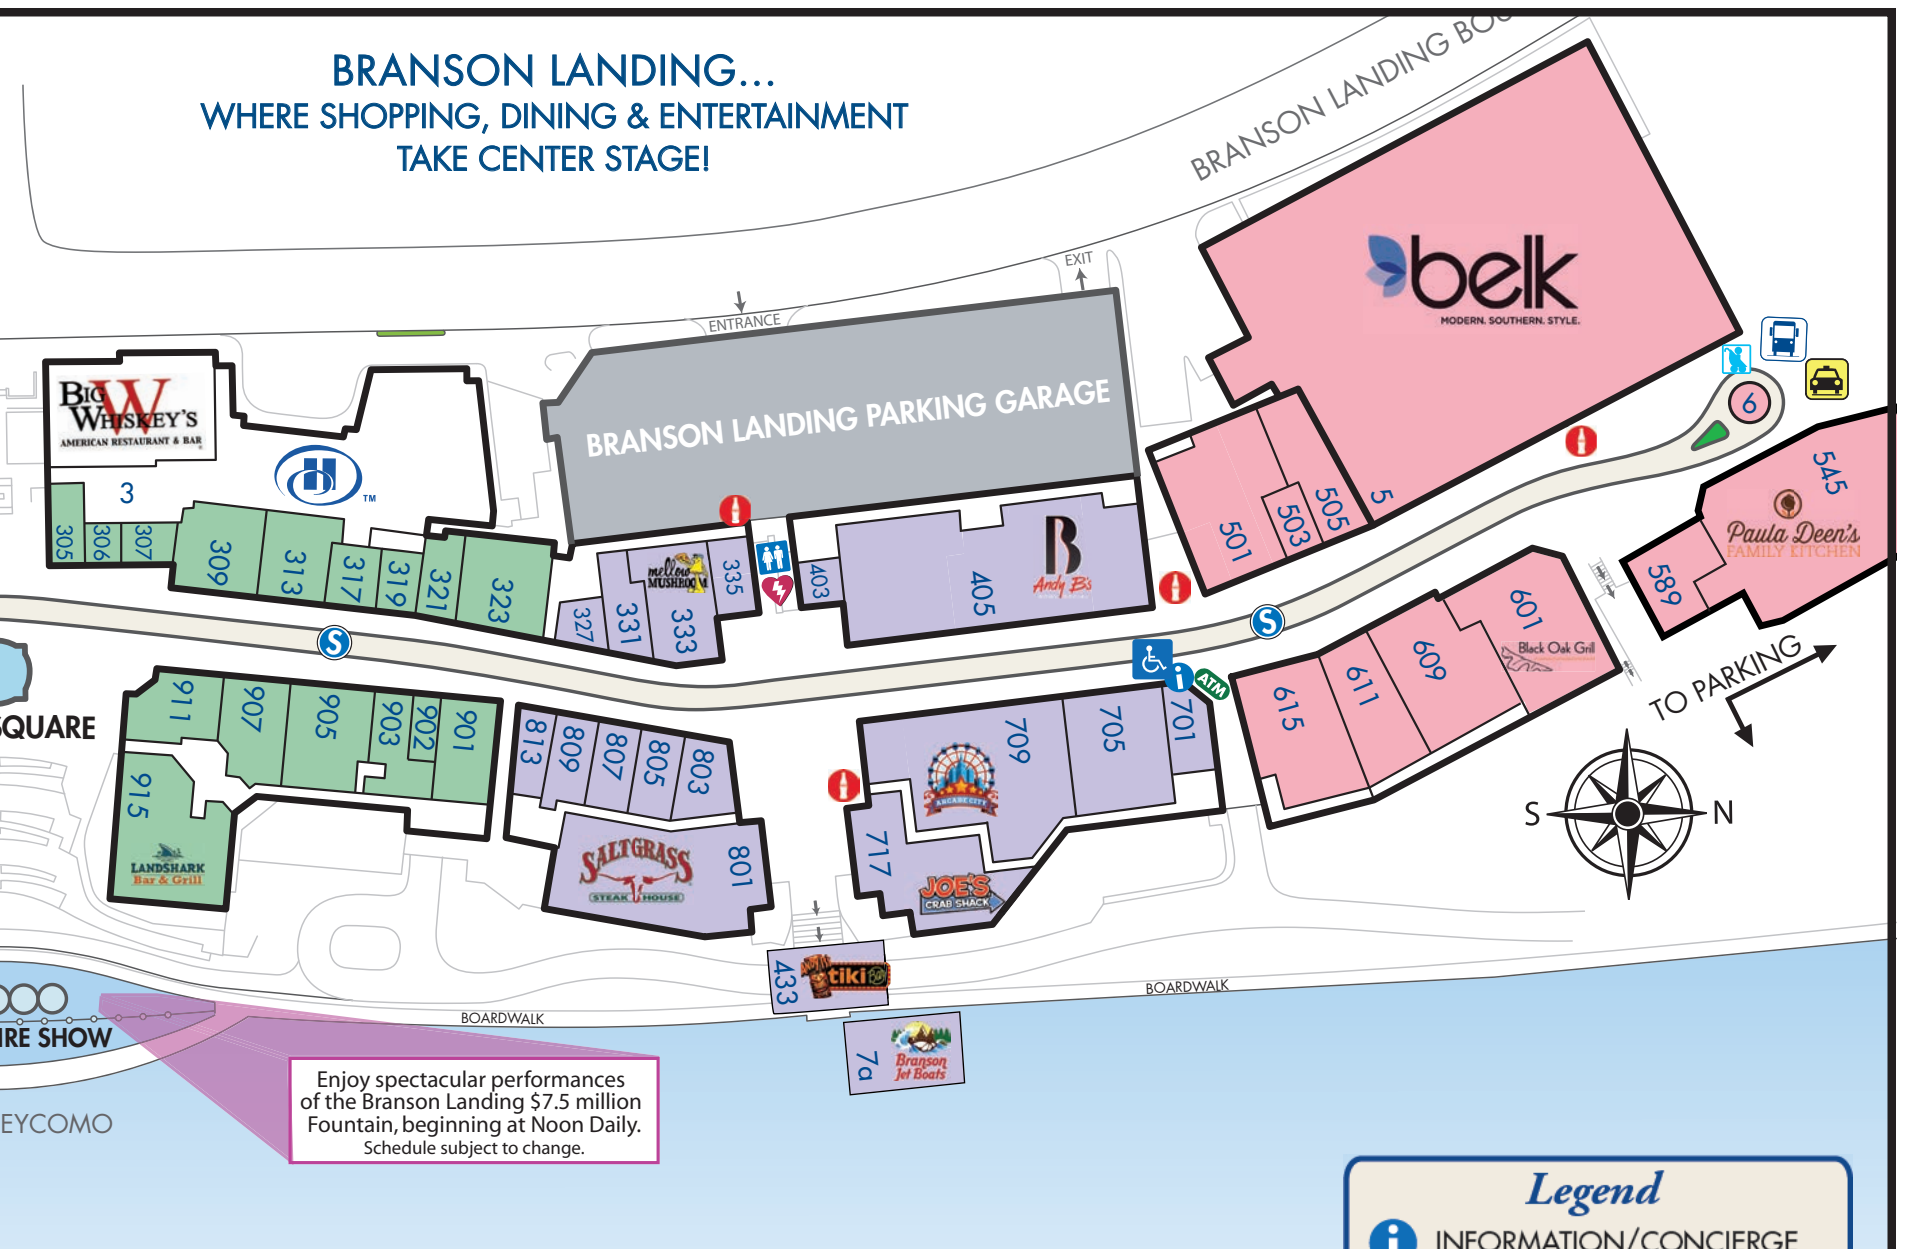 BRANSON LANDING...
WHERE SHOPPING, DINING & ENTERTAINMENT
TAKE CENTER STAGE!
BRANSON LANDING
EXIT
ENTRANCE
belk
MODERN. SOUTHERN. STYLE.
BIG W WHISKEY'S
AMERICAN RESTAURANT & BAR
BRANSON LANDING PARKING GARAGE
H
TM
3
5
6
305
306
307
309
313
317
319
321
323
327
331
mellow
MUSHROOM
333
335
403
405
B
Andy B's
501
503
505
545
Paula Deen's
FAMILY KITCHEN
589
601
Black Oak Grill
609
611
615
TO PARKING
S
S
ATM
i
SQUARE
911
907
905
903
902
901
915
LANDSHARK
Bar & Grill
813
809
807
805
803
SALTGRASS
STEAK HOUSE
801
709
705
701
ARCADE CITY
717
JOE'S
CRAB SHACK
433
tiki
7a
Branson
Jet Boats
S
N
BOARDWALK
BOARDWALK
IRE SHOW
EYCOMO
Enjoy spectacular performances
of the Branson Landing $7.5 million
Fountain, beginning at Noon Daily.
Schedule subject to change.
Legend
i INFORMATION/CONCIERGE